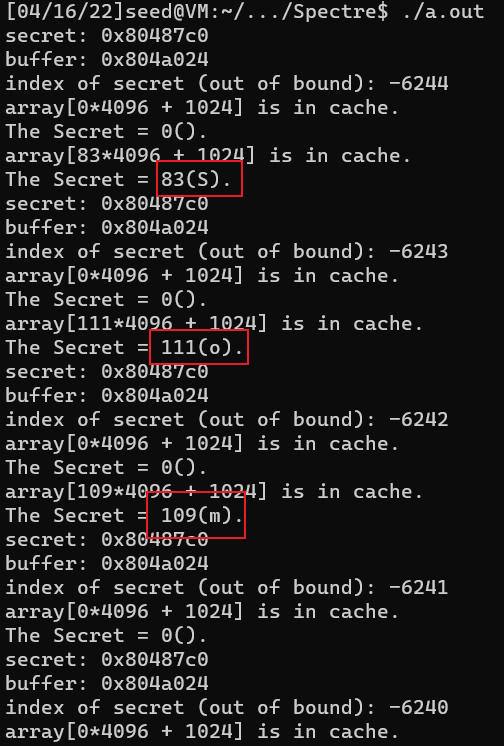 [04/16/22]seed@VM:~/.../Spectre$ ./a.out
secret: 0x80487c0
buffer: 0x804a024
index of secret (out of bound): -6244
array[0*4096 + 1024] is in cache.
The Secret = 0().
array[83*4096 + 1024] is in cache.
The Secret = 83(S).
secret: 0x80487c0
buffer: 0x804a024
index of secret (out of bound): -6243
array[0*4096 + 1024] is in cache.
The Secret = 0().
array[111*4096 + 1024] is in cache.
The Secret = 111(o).
secret: 0x80487c0
buffer: 0x804a024
index of secret (out of bound): -6242
array[0*4096 + 1024] is in cache.
The Secret = 0().
array[109*4096 + 1024] is in cache.
The Secret = 109(m).
secret: 0x80487c0
buffer: 0x804a024
index of secret (out of bound): -6241
array[0*4096 + 1024] is in cache.
The Secret = 0().
secret: 0x80487c0
buffer: 0x804a024
index of secret (out of bound): -6240
array[0*4096 + 1024] is in cache.